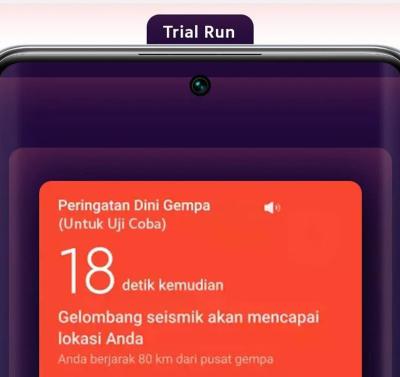 Trial Run
Peringatan Dini Gempa
(Untuk Uji Coba)
18 detik kemudian
Gelombang seismik akan mencapai
lokasi Anda
Anda berjarak 80 km dari pusat gempa